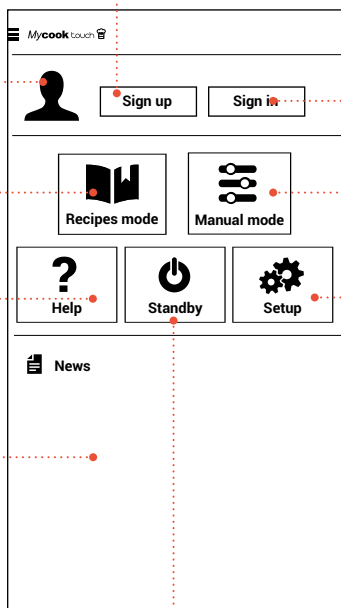 Mycook touch
Sign up
Sign in
Recipes mode
Manual mode
Help
Standby
Setup
News